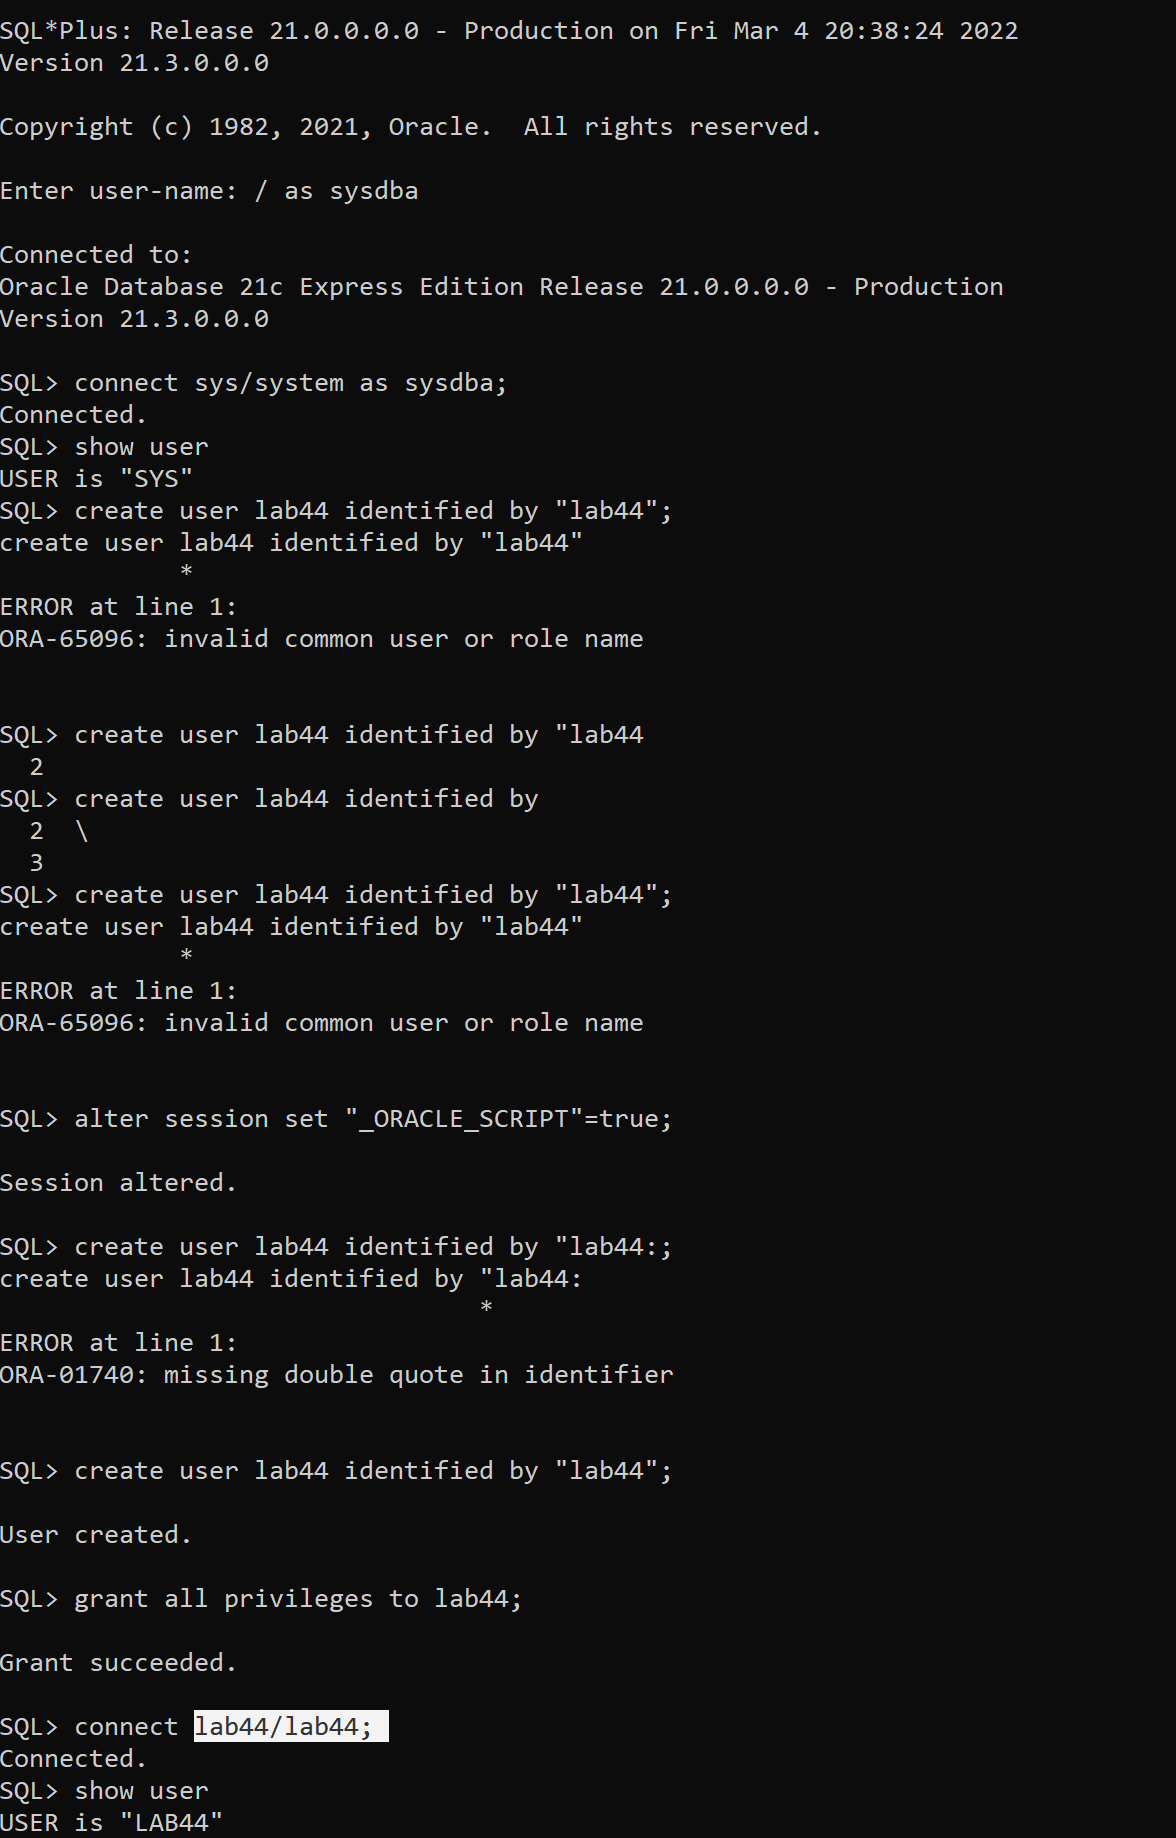 SQL*Plus: Release 21.0.0.0.0 - Production on Fri Mar 4 20:38:24 2022
Version 21.3.0.0.0
Copyright (c) 1982, 2021, Oracle.  All rights reserved.
Enter user-name: / as sysdba
Connected to:
Oracle Database 21c Express Edition Release 21.0.0.0.0 - Production
Version 21.3.0.0.0
SQL> connect sys/system as sysdba;
Connected.
SQL> show user
USER is "SYS"
SQL> create user lab44 identified by "lab44";
create user lab44 identified by "lab44"
            *
ERROR at line 1:
ORA-65096: invalid common user or role name
SQL> create user lab44 identified by "lab44
  2
SQL> create user lab44 identified by
  2  \
  3
SQL> create user lab44 identified by "lab44";
create user lab44 identified by "lab44"
            *
ERROR at line 1:
ORA-65096: invalid common user or role name
SQL> alter session set "_ORACLE_SCRIPT"=true;
Session altered.
SQL> create user lab44 identified by "lab44:;
create user lab44 identified by "lab44:
                                *
ERROR at line 1:
ORA-01740: missing double quote in identifier
SQL> create user lab44 identified by "lab44";
User created.
SQL> grant all privileges to lab44;
Grant succeeded.
SQL> connect lab44/lab44;
Connected.
SQL> show user
USER is "LAB44"